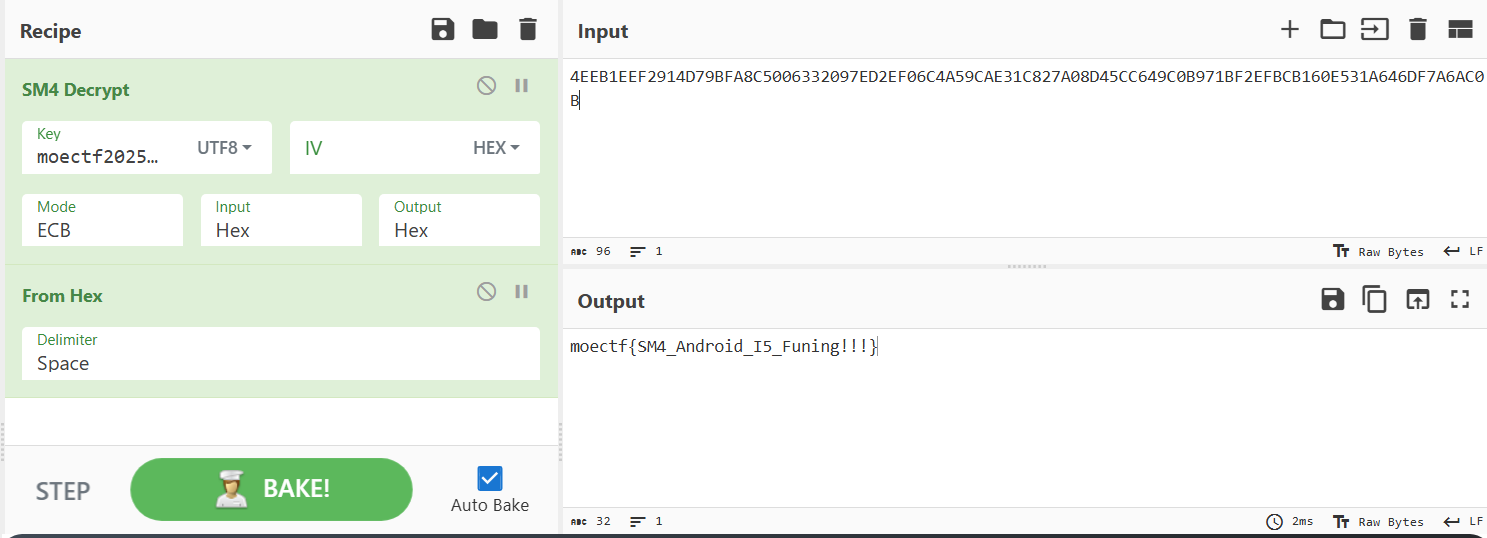 Recipe
SM4 Decrypt
Key
moectf2025...
UTF8
IV
HEX
Mode
ECB
Input
Hex
Output
Hex
From Hex
Delimiter
Space
STEP
BAKE!
Auto Bake
Input
4EEB1EEF2914D79BFA8C5006332097ED2EF06C4A59CAE31C827A08D45CC649C0B971BF2EFBCB160E531A646DF7A6AC0
B
ABC 96
1
Raw Bytes
LF
Output
moectf{SM4_Android_I5_Funing!!!}
ABC 32
1
2ms
Raw Bytes
LF